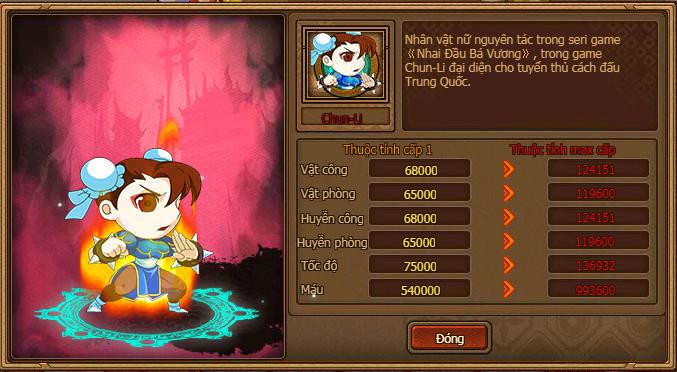 Nhân vật nữ nguyên tác trong seri game
《Nhai Đầu Bá Vương》, trong game
Chun-Li đại diện cho tuyển thủ cách đấu
Trung Quốc.
Chun-Li
Thuộc tính cấp 1 Thuộc tính max cấp
Vật công 68000 124151
Vật phòng 65000 119600
Huyễn công 68000 124151
Huyễn phòng 65000 119600
Tốc độ 75000 136932
Máu 540000 993600
Đóng